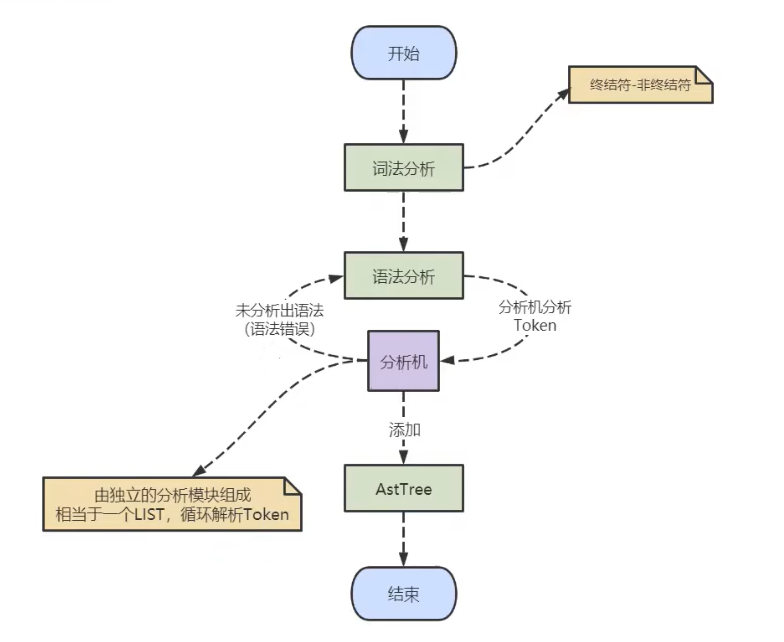 开始
终结符-非终结符
词法分析
语法分析
未分析出语法
（语法错误）
分析机分析
Token
分析机
添加
AstTree
由独立的分析模块组成
相当于一个LIST，循环解析Token
结束